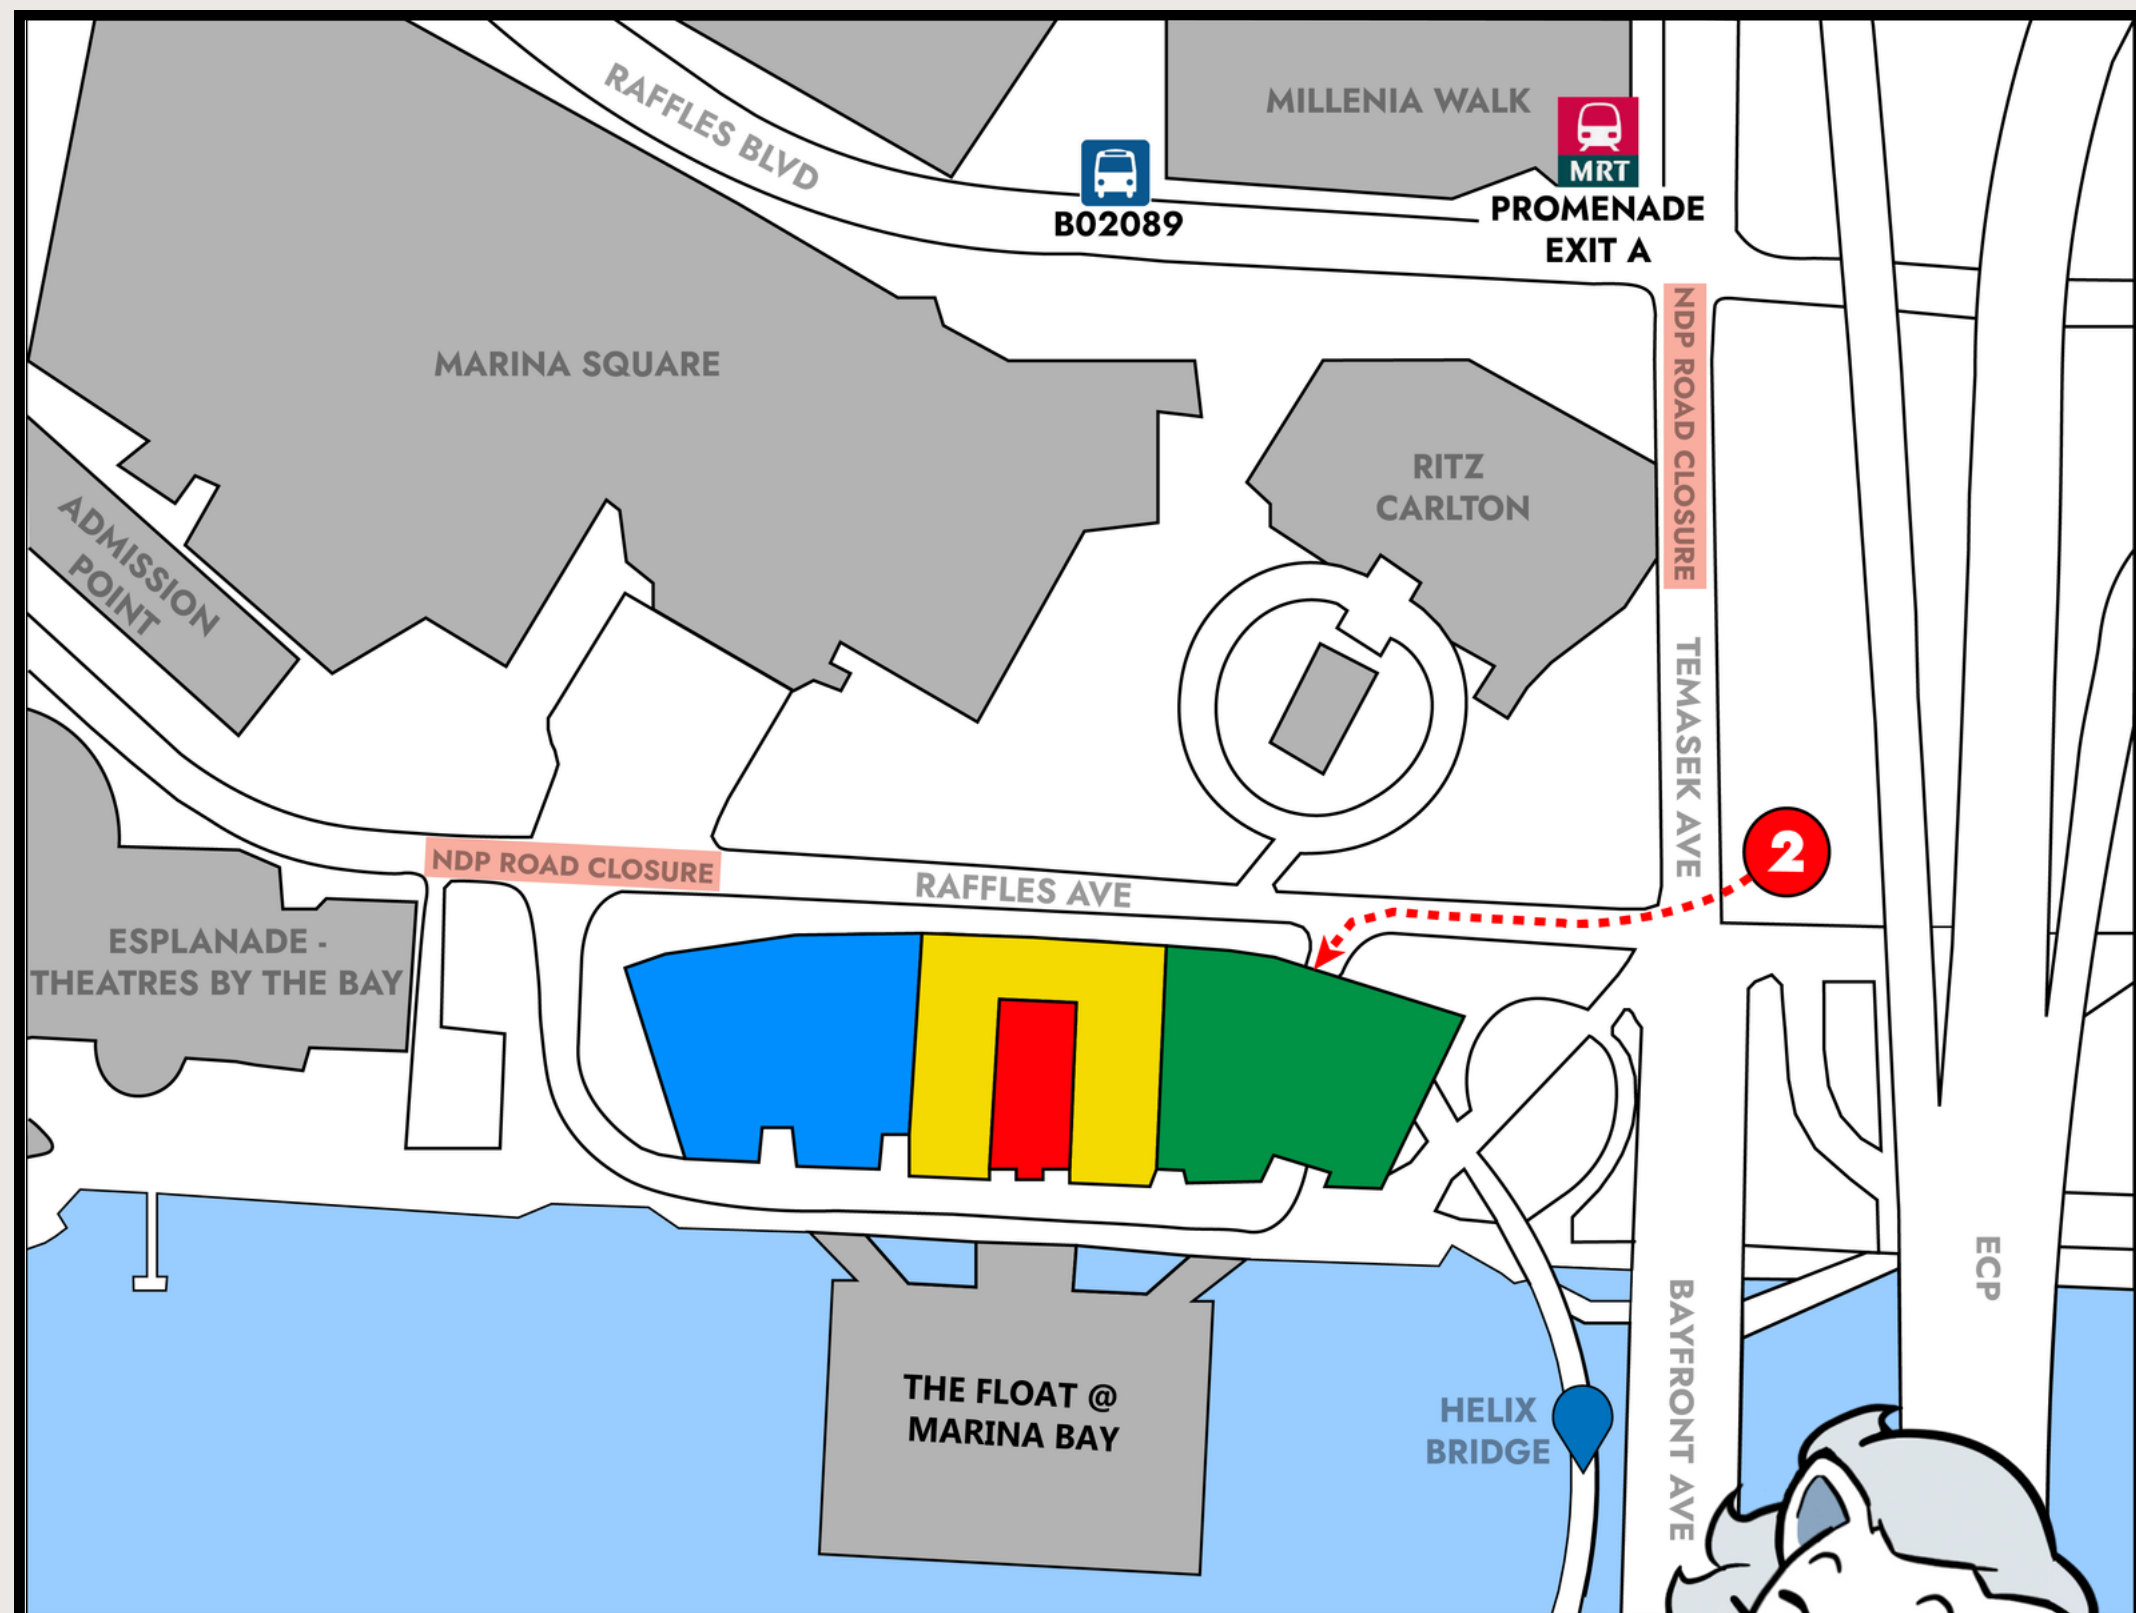 RAFFLES BLVD
MILLENIA WALK
MRT
B02089
PROMENADE
EXIT A
NDP ROAD CLOSURE
MARINA SQUARE
RITZ
CARLTON
ADMISSION
POINT
TEMASEK AVE
2
NDP ROAD CLOSURE
RAFFLES AVE
ESPLANADE -
THEATRES BY THE BAY
ECP
BAYFRONT AVE
THE FLOAT @
MARINA BAY
HELIX
BRIDGE